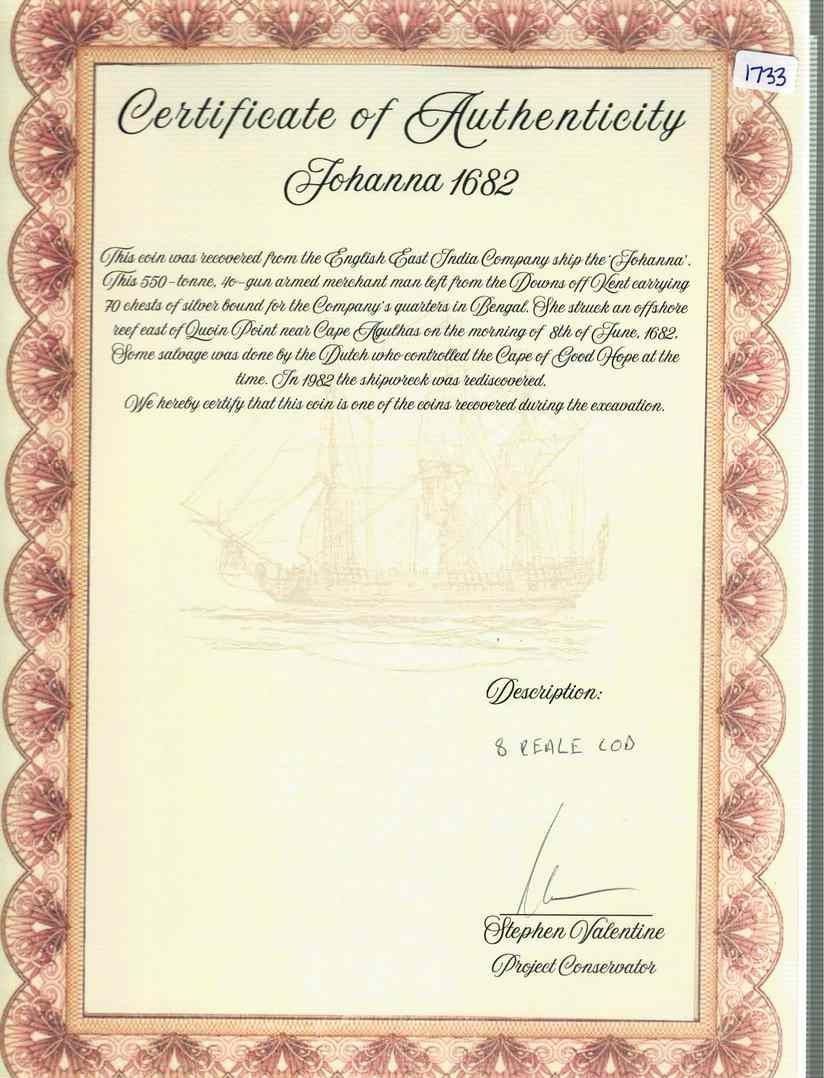 1733
Certificate of Authenticity
Johanna 1682
This coin was recovered from the English East India Company ship the 'Johanna'.
This 550-tonne, 40-gun armed merchant man left from the Downs off Kent carrying
70 chests of silver bound for the Company's quarters in Bengal. She struck an offshore
reef east of Quoin Point near Cape Agulhas on the morning of 8th of June, 1682.
Some salvage was done by the Dutch who controlled the Cape of Good Hope at the
time. In 1982 the shipwreck was rediscovered.
We hereby certify that this coin is one of the coins recovered during the excavation.
Description:
8 REALE COB
Stephen Valentine
Project Conservator